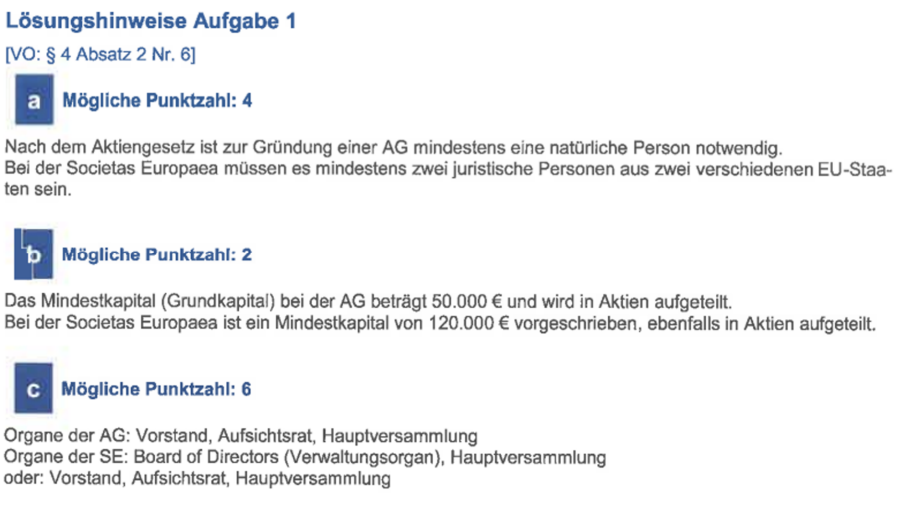 Lösungshinweise Aufgabe 1
[VO: § 4 Absatz 2 Nr. 6]
a Mögliche Punktzahl: 4
Nach dem Aktiengesetz ist zur Gründung einer AG mindestens eine natürliche Person notwendig.
Bei der Societas Europaea müssen es mindestens zwei juristische Personen aus zwei verschiedenen EU-Staa-
ten sein.
b Mögliche Punktzahl: 2
Das Mindestkapital (Grundkapital) bei der AG beträgt 50.000 € und wird in Aktien aufgeteilt.
Bei der Societas Europaea ist ein Mindestkapital von 120.000 € vorgeschrieben, ebenfalls in Aktien aufgeteilt.
c Mögliche Punktzahl: 6
Organe der AG: Vorstand, Aufsichtsrat, Hauptversammlung
Organe der SE: Board of Directors (Verwaltungsorgan), Hauptversammlung
oder: Vorstand, Aufsichtsrat, Hauptversammlung